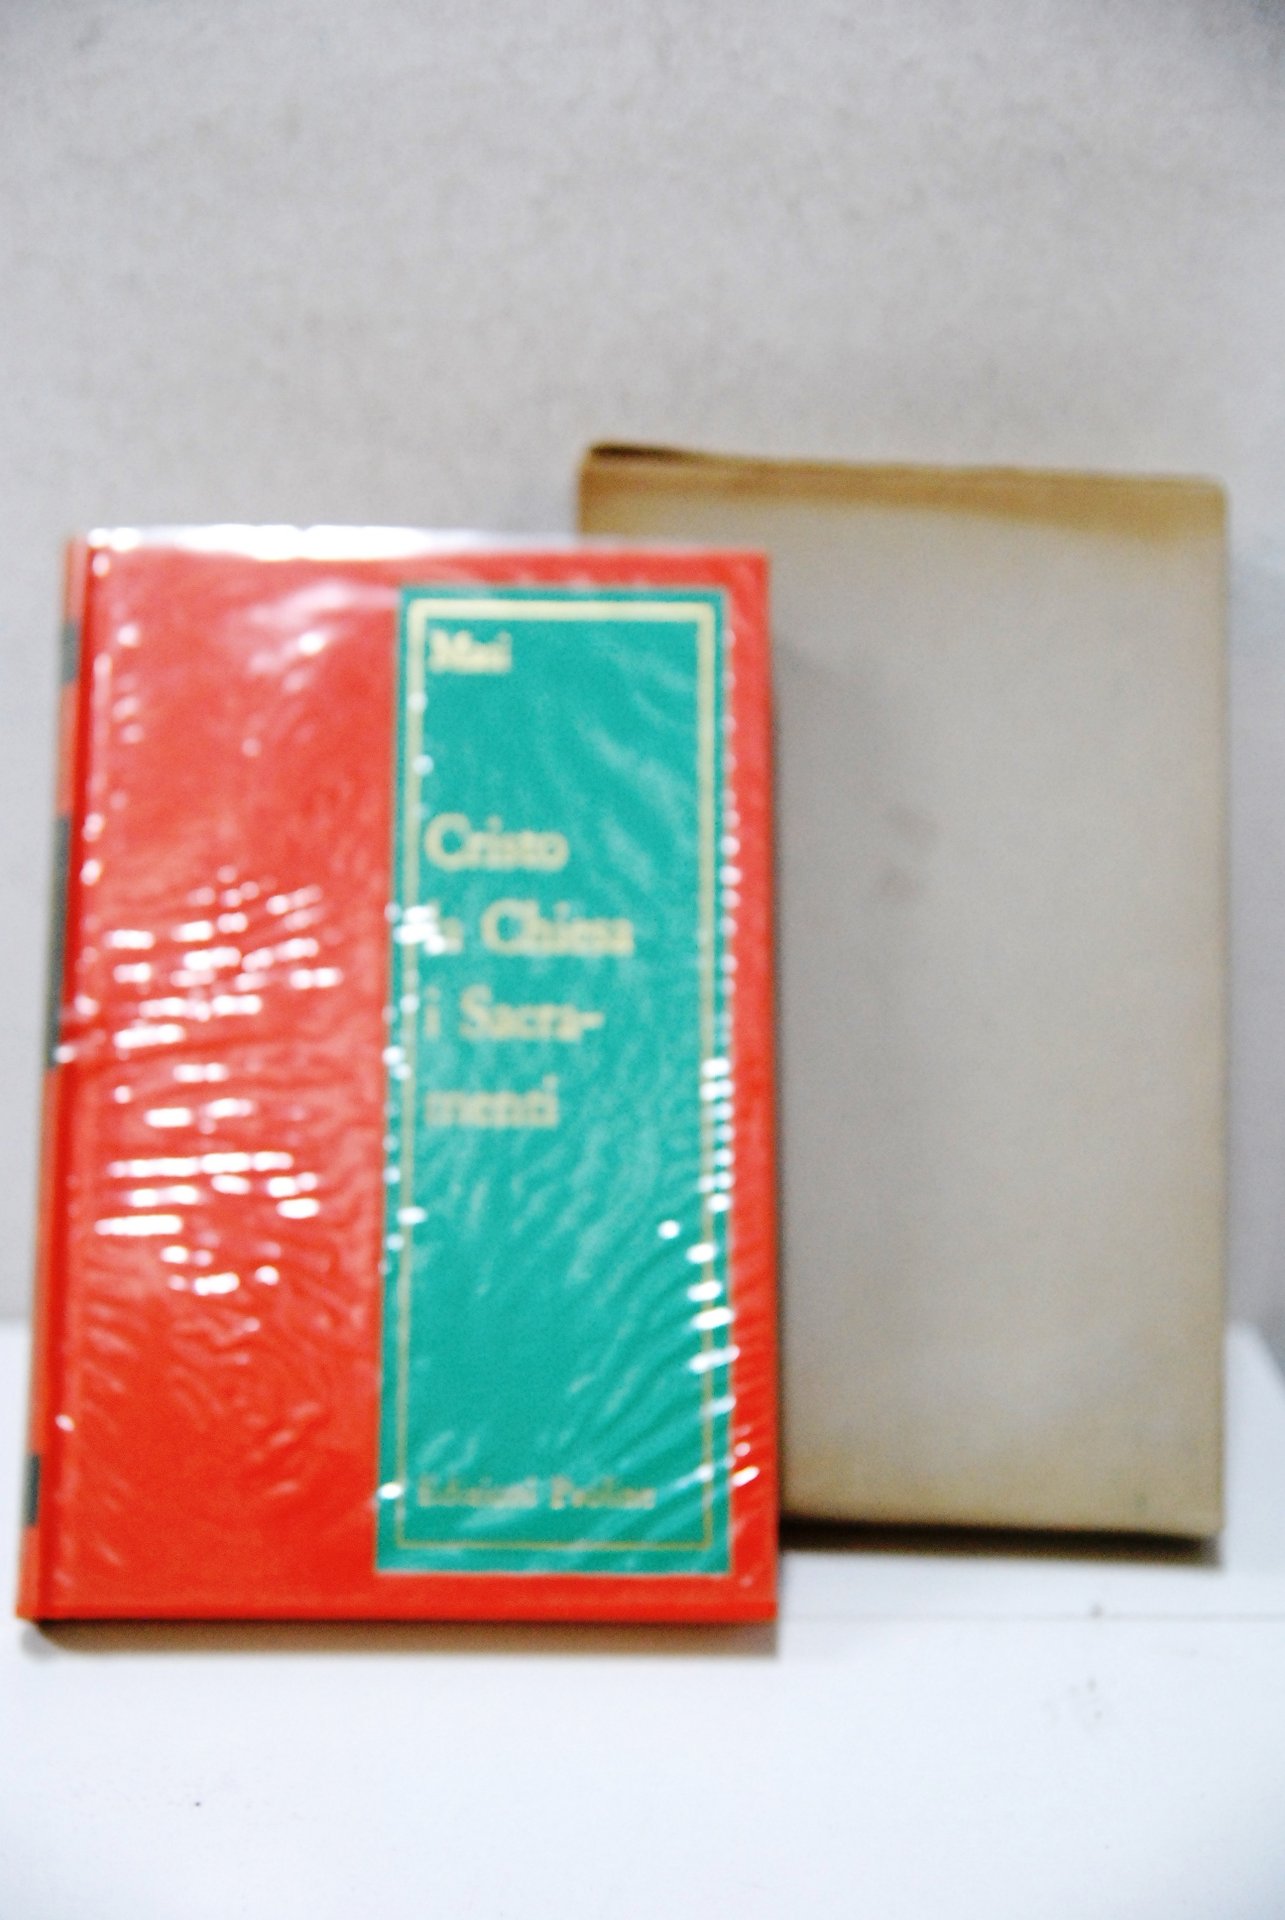 Masi
Cristo
la Chiesa
i Sacra-
menti
Edizioni Paoline